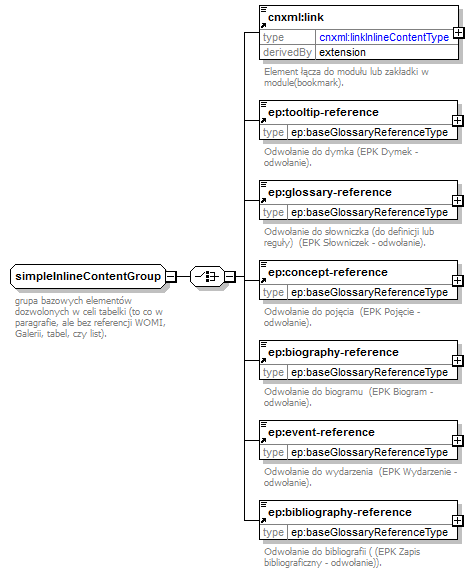 cnxml:link
type cnxml:linkInlineContentType
derivedBy extension
Element łącza do modułu lub zakładki w
module(bookmark).
ep:tooltip-reference
type ep:baseGlossaryReferenceType
Odwołanie do dymka (EPK Dymek -
odwołanie).
ep:glossary-reference
type ep:baseGlossaryReferenceType
Odwołanie do słowniczka (do definicji lub
reguły) (EPK Słowniczek - odwołanie).
simpleInlineContentGroup
grupa bazowych elementów
dozwolonych w celi tabelki (to co w
paragrafie, ale bez referencji WOMI,
Galerii, tabel, czy list).
ep:concept-reference
type ep:baseGlossaryReferenceType
Odwołanie do pojęcia (EPK Pojęcie -
odwołanie).
ep:biography-reference
type ep:baseGlossaryReferenceType
Odwołanie do biogramu (EPK Biogram -
odwołanie).
ep:event-reference
type ep:baseGlossaryReferenceType
Odwołanie do wydarzenia (EPK Wydarzenie -
odwołanie).
ep:bibliography-reference
type ep:baseGlossaryReferenceType
Odwołanie do bibliografii ( (EPK Zapis
bibliograficzny - odwołanie)).